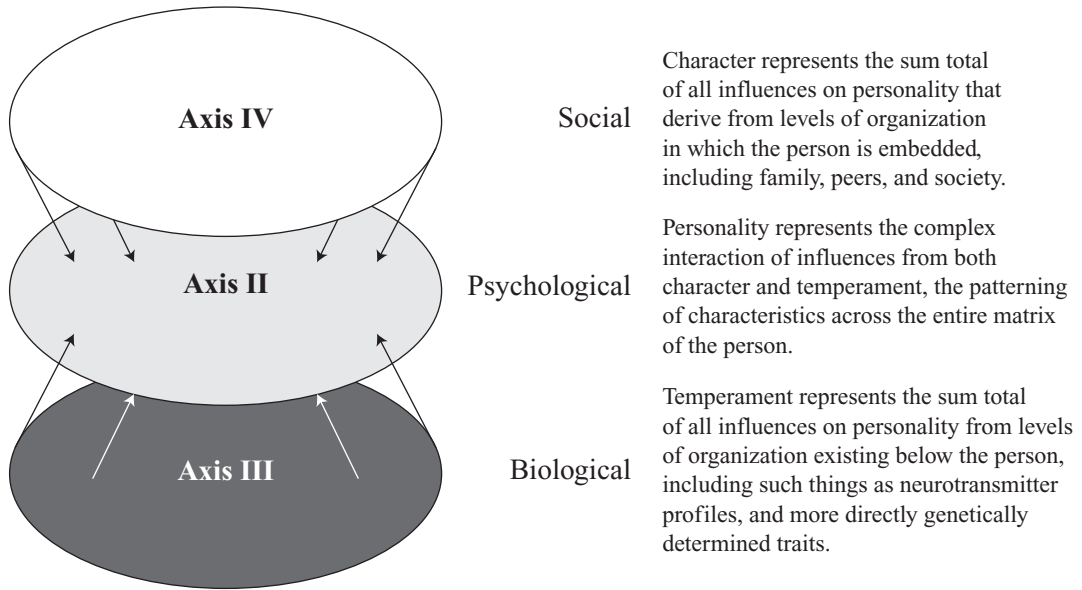 Axis IV
Social
Character represents the sum total
of all influences on personality that
derive from levels of organization
in which the person is embedded,
including family, peers, and society.
Axis II
Psychological
Personality represents the complex
interaction of influences from both
character and temperament, the patterning
of characteristics across the entire matrix
of the person.
Axis III
Biological
Temperament represents the sum total
of all influences on personality from levels
of organization existing below the person,
including such things as neurotransmitter
profiles, and more directly genetically
determined traits.